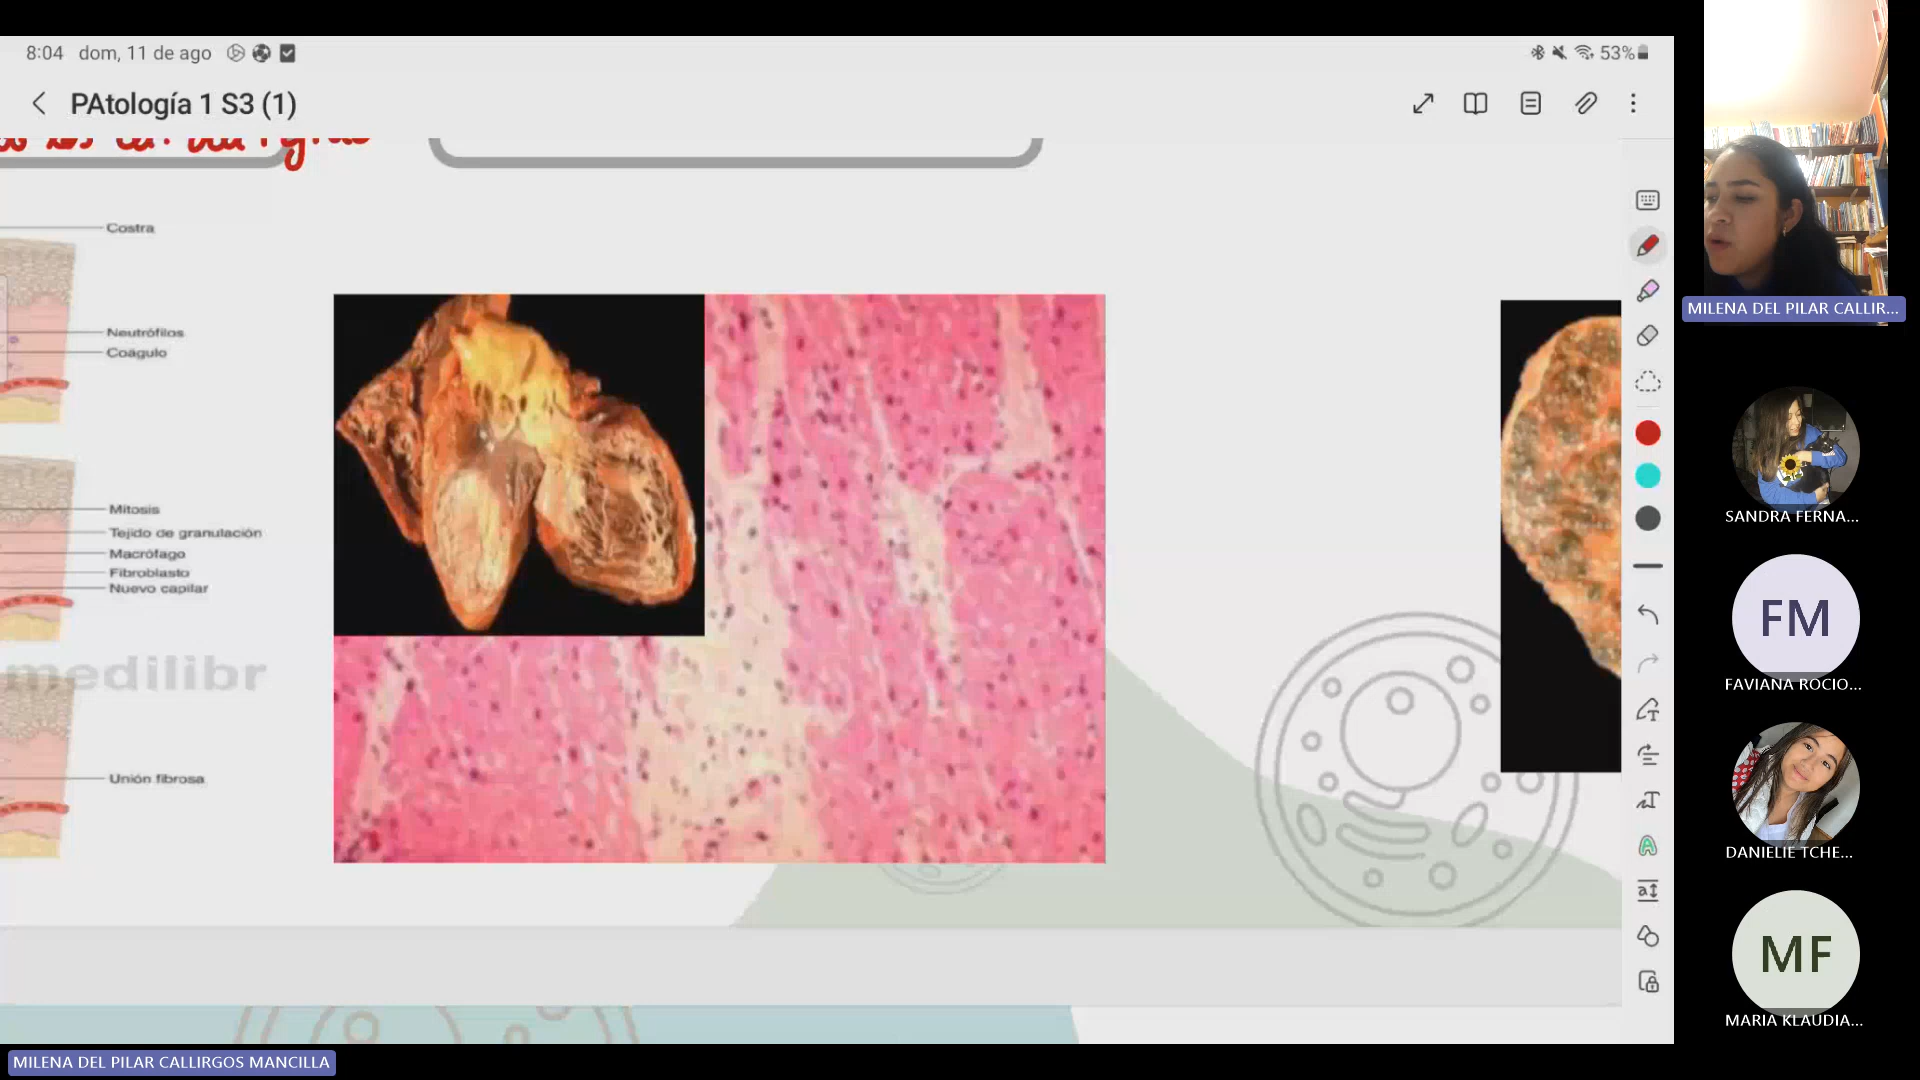 8:04 dom, 11 de ago
53%
PAtología 1 S3 (1)
Costra
Neutrófilos
Coágulo
Mitosis
Tejido de granulación
Macrófago
Fibroblasto
Nuevo capilar
medilibr
Unión fibrosa
MILENA DEL PILAR CALLIR...
SANDRA FERNA...
FM
FAVIANA ROCIO...
DANIELIE TCHE...
MF
MARIA KLAUDIA...
MILENA DEL PILAR CALLIRGOS MANCILLA